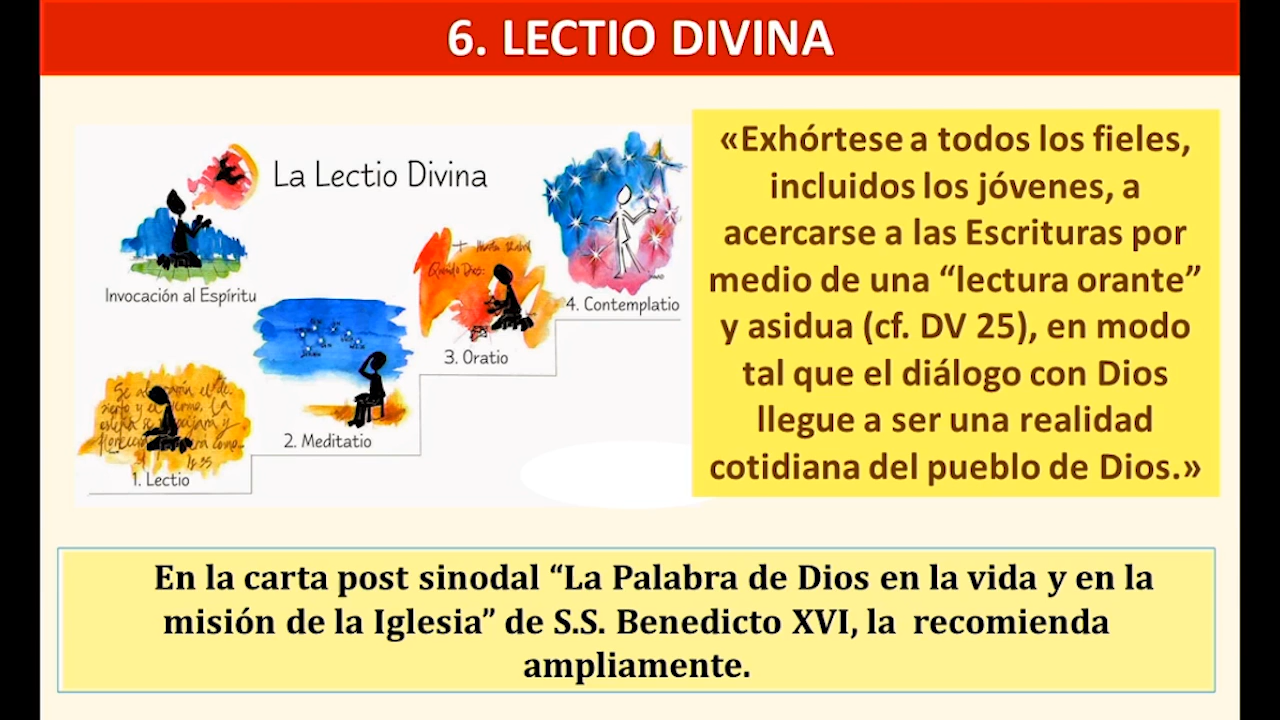 6. LECTIO DIVINA
La Lectio Divina
Invocación al Espíritu
Querido Dios:
4. Contemplatio
3. Oratio
2. Meditatio
Is 35
1. Lectio
«Exhórtese a todos los fieles,
incluidos los jóvenes, a
acercarse a las Escrituras por
medio de una “lectura orante”
y asidua (cf. DV 25), en modo
tal que el diálogo con Dios
llegue a ser una realidad
cotidiana del pueblo de Dios.»
En la carta post sinodal “La Palabra de Dios en la vida y en la
misión de la Iglesia” de S.S. Benedicto XVI, la recomienda
ampliamente.